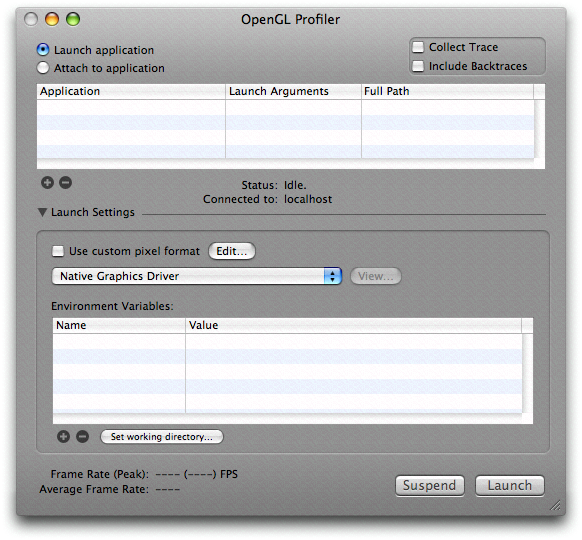 OpenGL Profiler
Launch application
Attach to application
Collect Trace
Include Backtraces
Application Launch Arguments Full Path
Status: Idle.
Connected to: localhost
Launch Settings
Use custom pixel format Edit...
Native Graphics Driver View...
Environment Variables:
Name Value
Set working directory...
Frame Rate (Peak): ---- (----) FPS
Average Frame Rate: ----
Suspend Launch